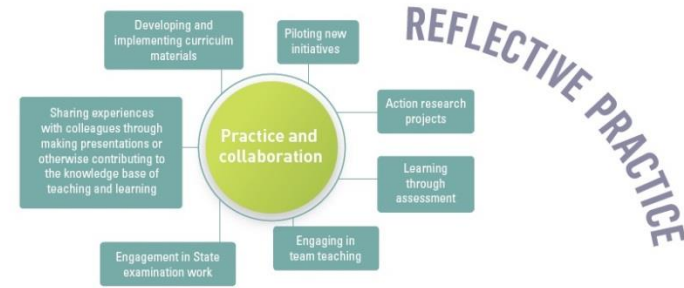 Developing and
implementing curriculm
materials
Piloting new
initiatives
REFLECTIVE PRACTICE
Sharing experiences
with colleagues through
making presentations or
otherwise contributing to
the knowledge base of
teaching and learning
Practice and
collaboration
Action research
projects
Learning
through
assessment
Engagement in State
examination work
Engaging in
team teaching